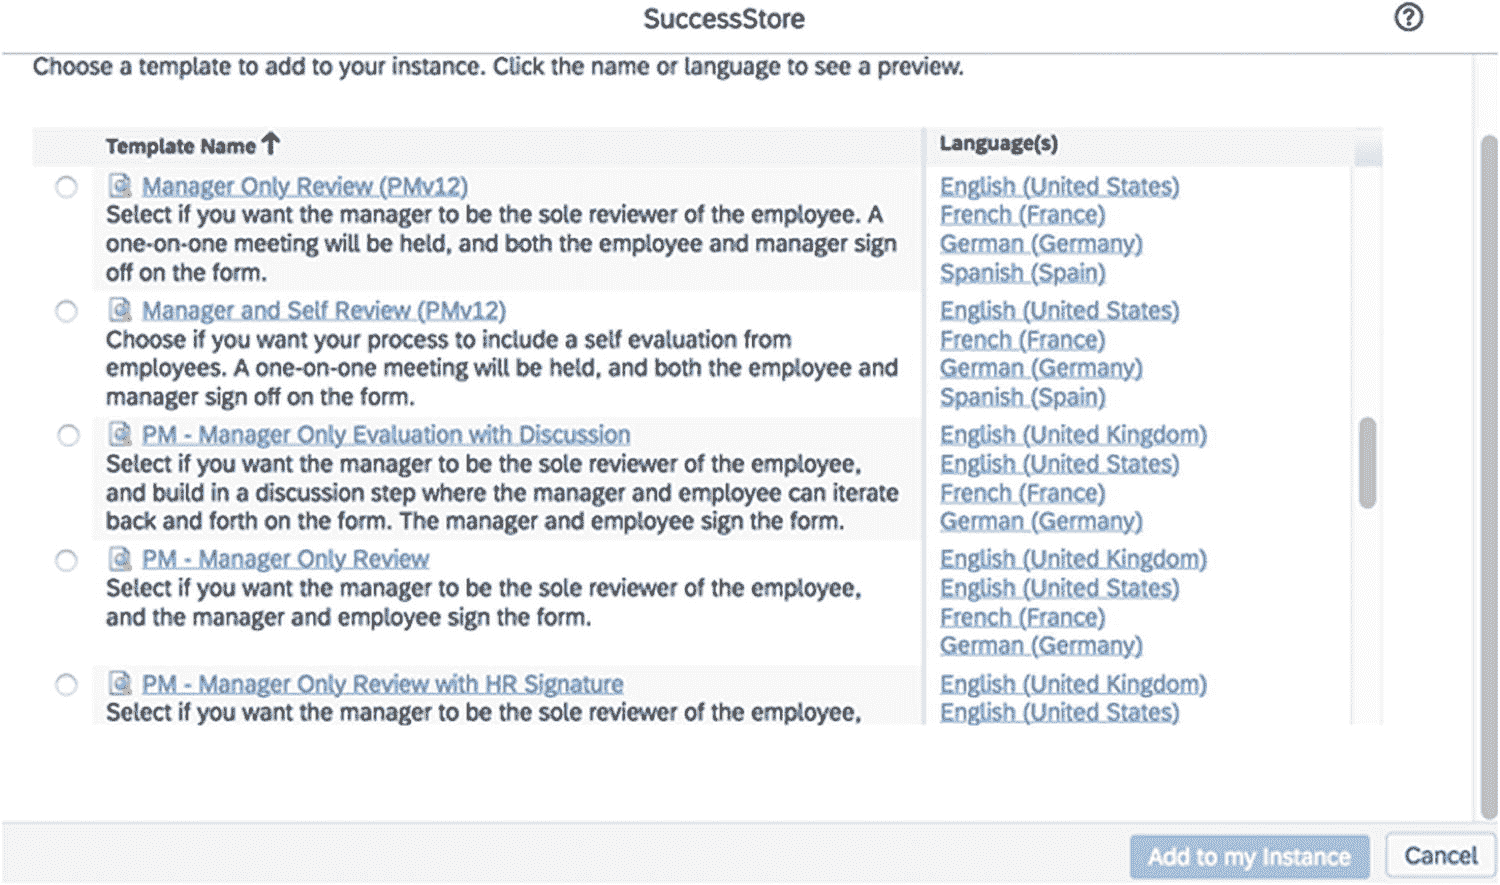 SuccessStore
Choose a template to add to your instance. Click the name or language to see a preview.
Template Name
Language(s)
Manager Only Review (PMv12)
Select if you want the manager to be the sole reviewer of the employee. A
one-on-one meeting will be held, and both the employee and manager sign
off on the form.
English (United States)
French (France)
German (Germany)
Spanish (Spain)
Manager and Self Review (PMv12)
Choose if you want your process to include a self evaluation from
employees. A one-on-one meeting will be held, and both the employee and
manager sign off on the form.
English (United States)
French (France)
German (Germany)
Spanish (Spain)
PM - Manager Only Evaluation with Discussion
Select if you want the manager to be the sole reviewer of the employee,
and build in a discussion step where the manager and employee can iterate
back and forth on the form. The manager and employee sign the form.
English (United Kingdom)
English (United States)
French (France)
German (Germany)
PM - Manager Only Review
Select if you want the manager to be the sole reviewer of the employee,
and the manager and employee sign the form.
English (United Kingdom)
English (United States)
French (France)
German (Germany)
PM - Manager Only Review with HR Signature
Select if you want the manager to be the sole reviewer of the employee,
English (United Kingdom)
English (United States)
Add to my Instance
Cancel